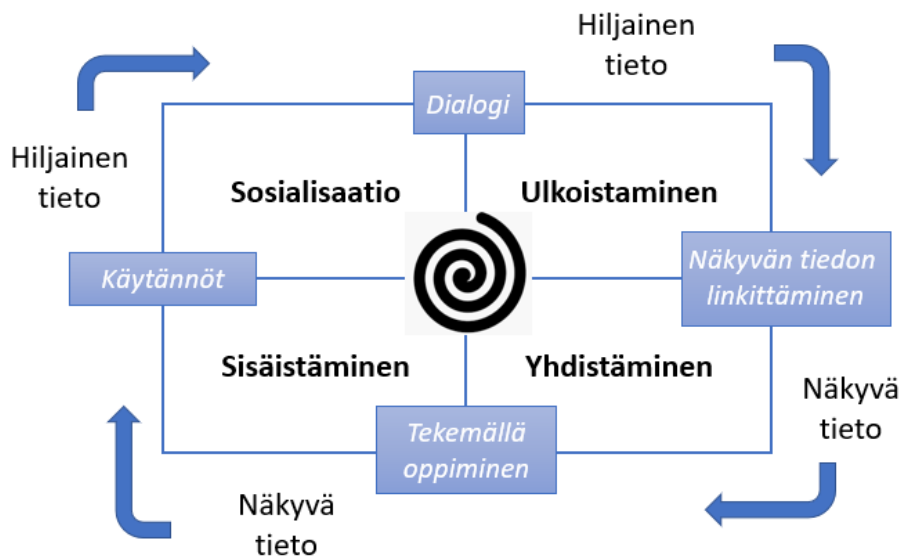 Hiljainen
tieto
Dialogi
Hiljainen
tieto
Sosialisaatio
Ulkoistaminen
Käytännöt
Näkyvän tiedon
linkittäminen
Sisäistäminen
Yhdistäminen
Näkyvä
tieto
Tekemällä
oppiminen
Näkyvä
tieto